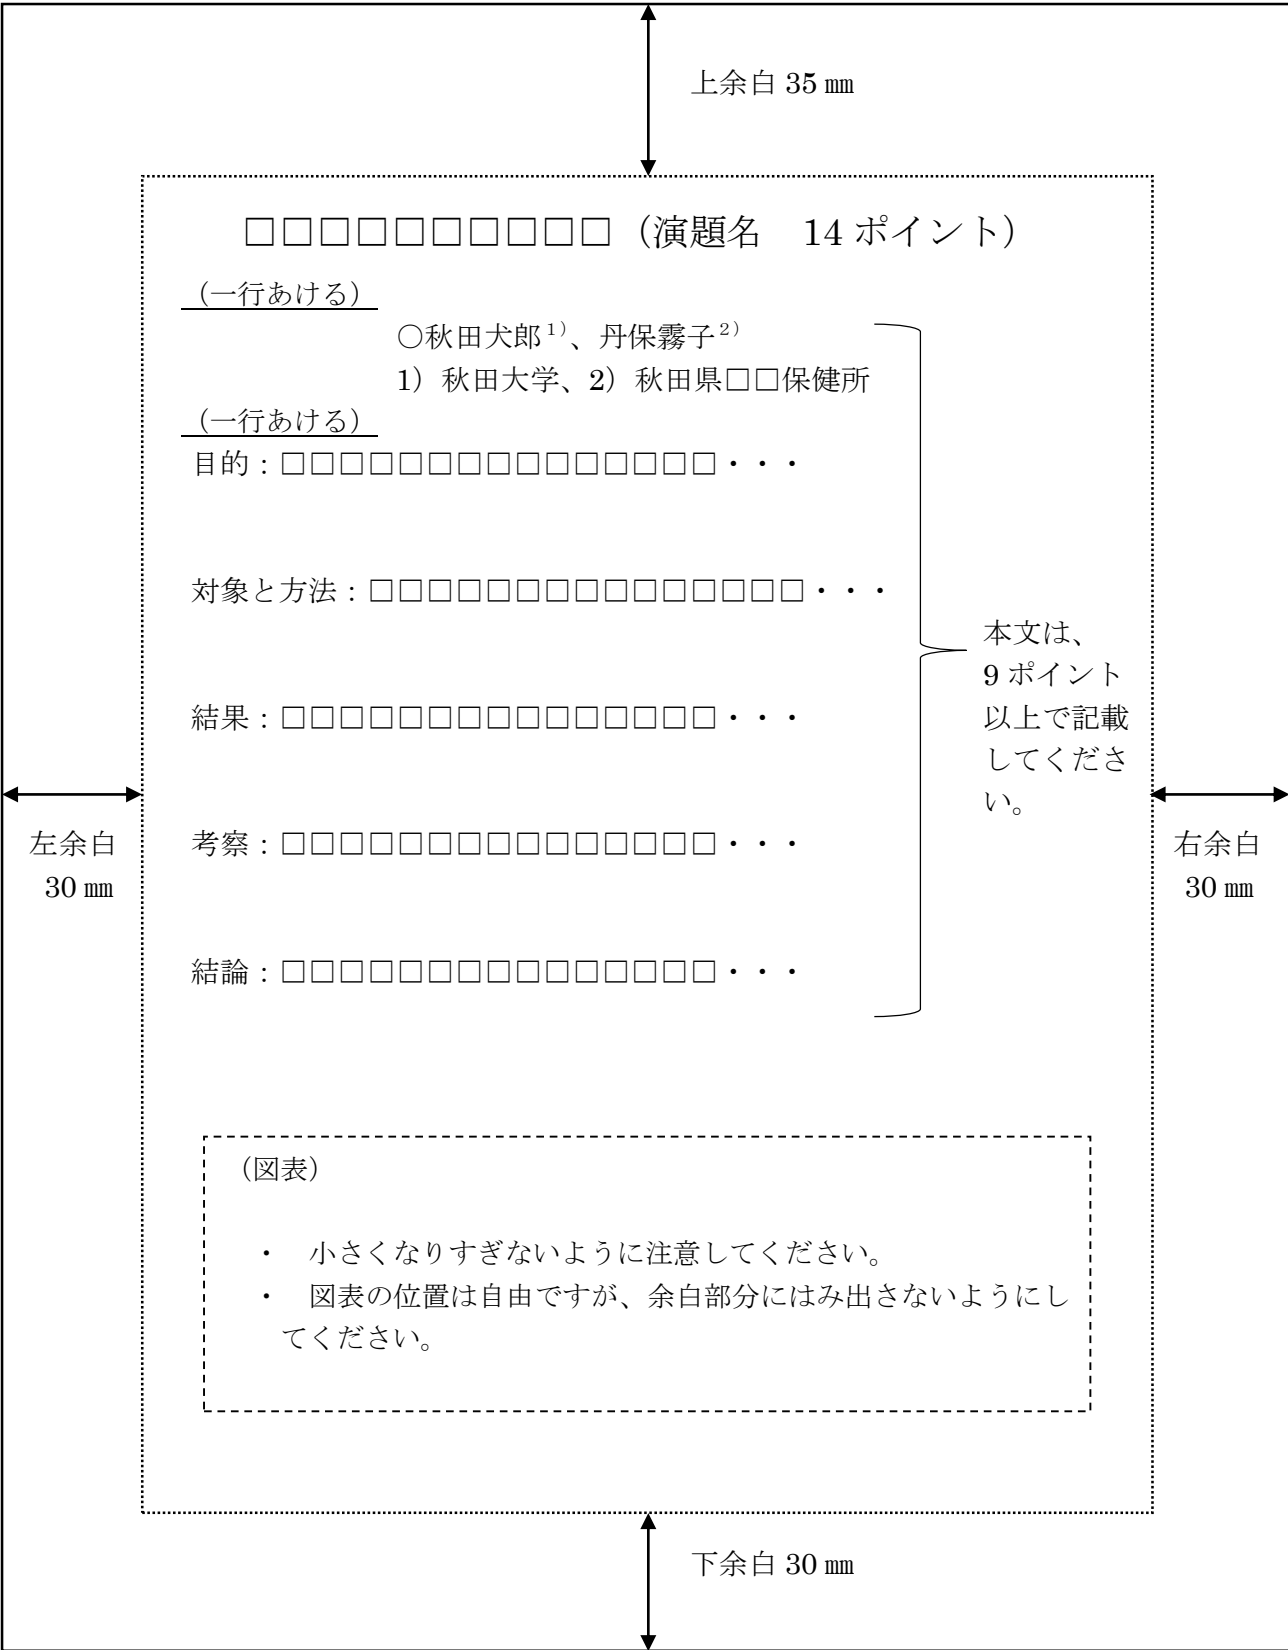 上余白 35 ㎜
□□□□□□□□□□（演題名　14 ポイント）
（一行あける）
○秋田犬郎1）、丹保霧子2）
1）秋田大学、2）秋田県□□保健所
（一行あける）
目的：□□□□□□□□□□□□□□□・・・
対象と方法：□□□□□□□□□□□□□□□・・・
結果：□□□□□□□□□□□□□□□・・・
考察：□□□□□□□□□□□□□□□・・・
結論：□□□□□□□□□□□□□□□・・・
本文は、
9 ポイント
以上で記載
してくださ
い。
左余白
30 ㎜
右余白
30 ㎜
（図表）
・　小さくなりすぎないように注意してください。
・　図表の位置は自由ですが、余白部分にはみ出さないようにし
てください。
下余白 30 ㎜